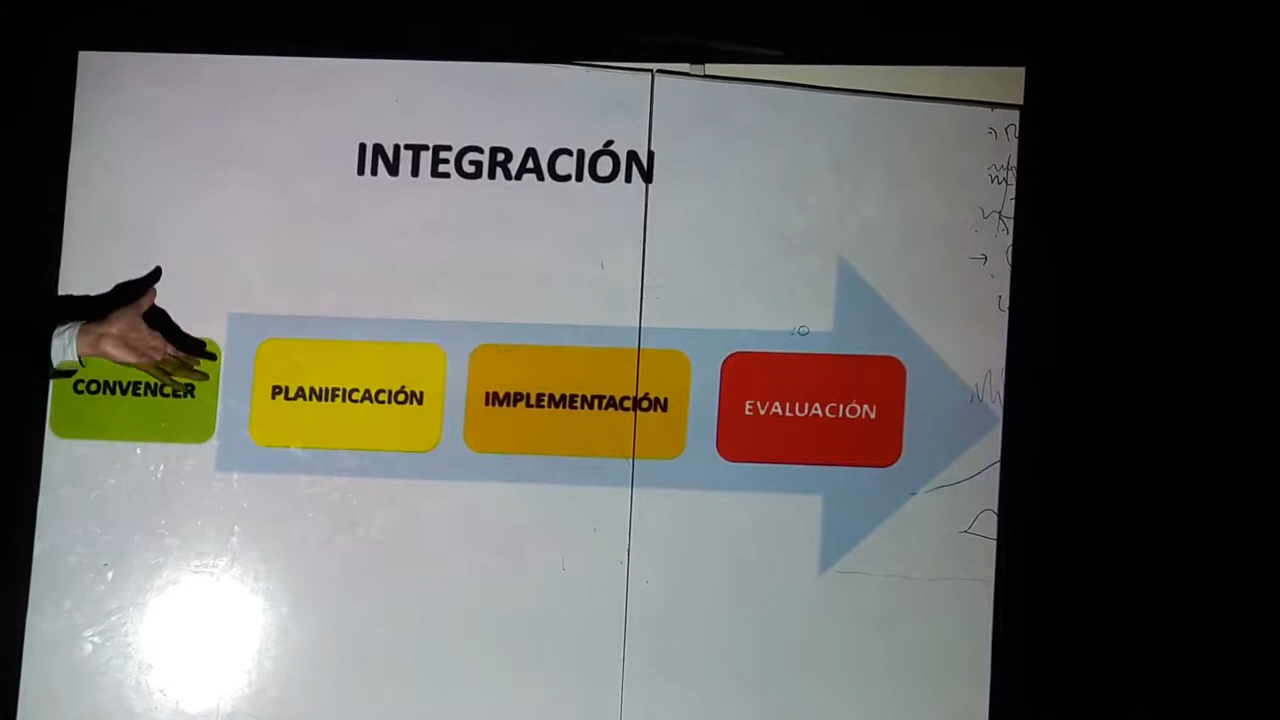 INTEGRACIÓN
CONVENCER
PLANIFICACIÓN
IMPLEMENTACIÓN
EVALUACIÓN